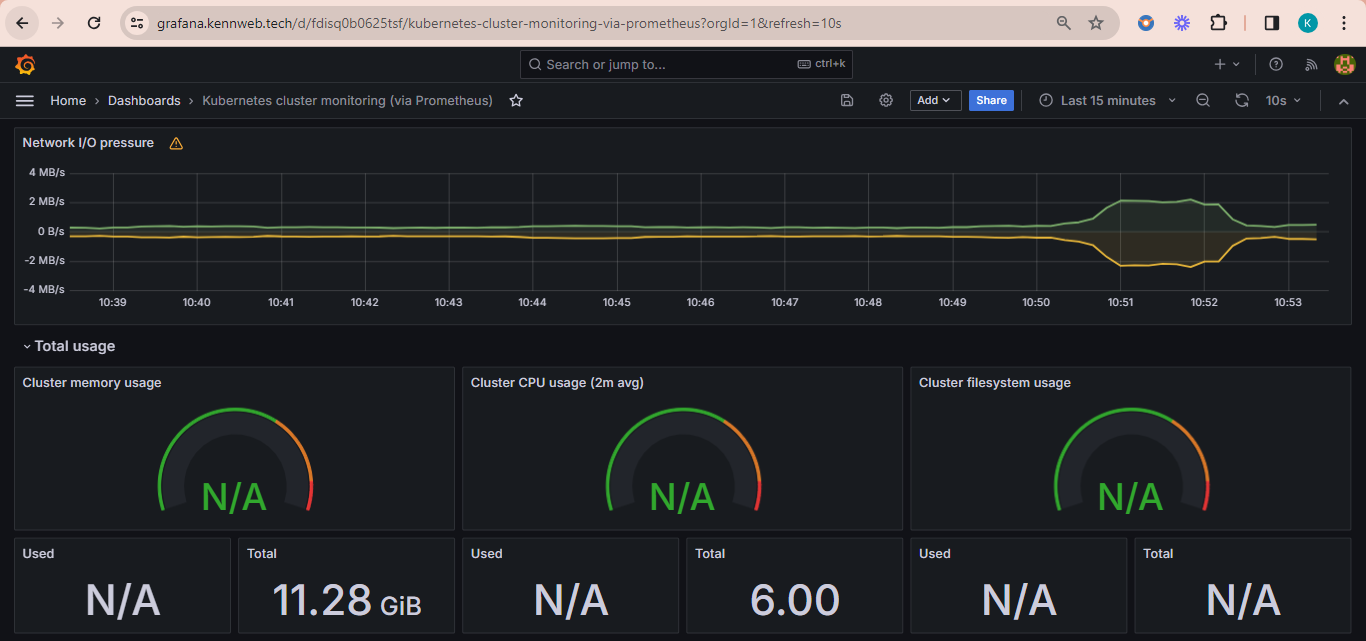 grafana.kennweb.tech/d/fdisq0b0625tsf/kubernetes-cluster-monitoring-via-prometheus?orgId=1&refresh=10s
K
Search or jump to... ctrl+k
Home › Dashboards › Kubernetes cluster monitoring (via Prometheus) Add Share Last 15 minutes 10s
Network I/O pressure
4 MB/s
2 MB/s
0 B/s
-2 MB/s
-4 MB/s
10:39 10:40 10:41 10:42 10:43 10:44 10:45 10:46 10:47 10:48 10:49 10:50 10:51 10:52 10:53
Total usage
Cluster memory usage Cluster CPU usage (2m avg) Cluster filesystem usage
N/A N/A N/A
Used Total Used Total Used Total
N/A 11.28 GiB N/A 6.00 N/A N/A